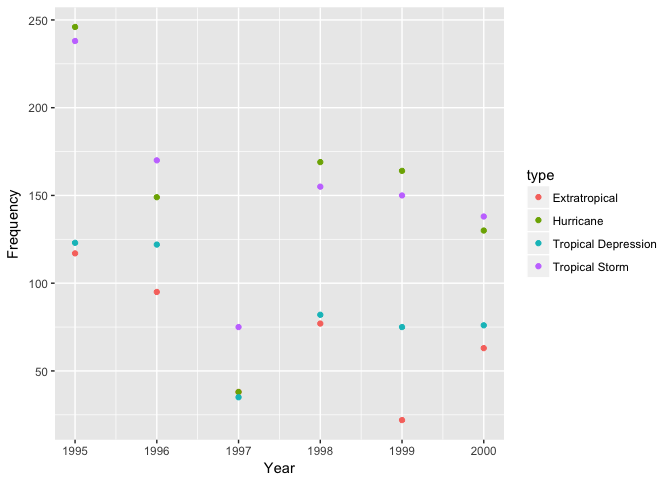 250
200
150
100
50
Frequency
1995 1996 1997 1998 1999 2000
Year
type
Extratropical
Hurricane
Tropical Depression
Tropical Storm